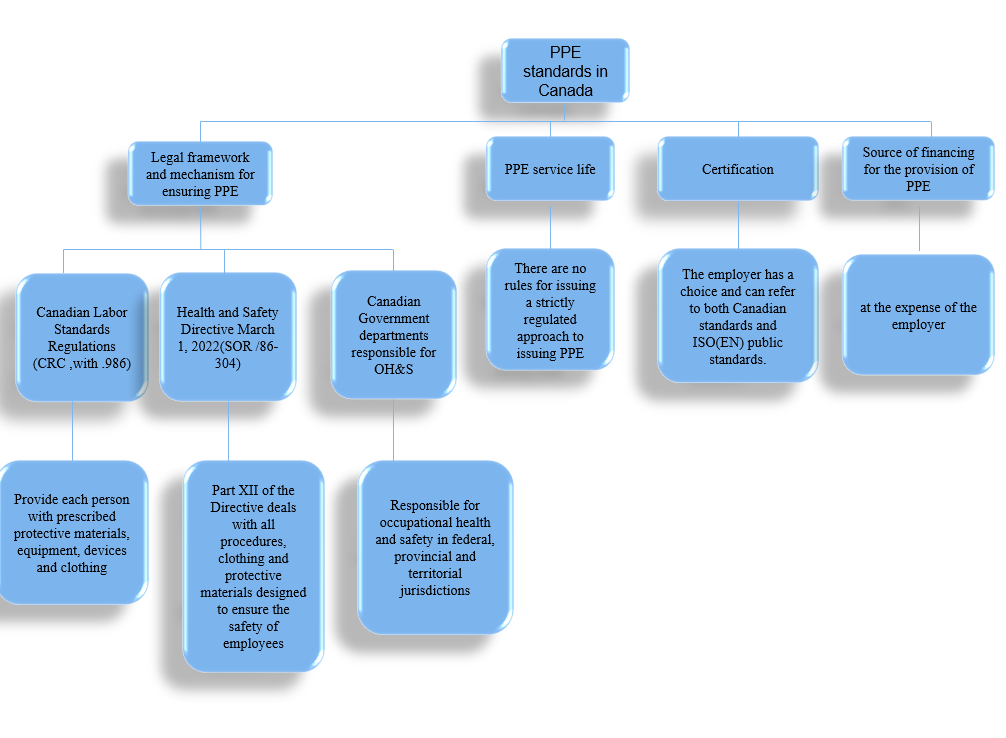 PPE
standards in
Canada
Legal framework
and mechanism for
ensuring PPE
PPE service life
Certification
Source of financing
for the provision of
PPE
Canadian Labor
Standards
Regulations
(CRC ,with .986)
Health and Safety
Directive March
1, 2022(SOR /86-
304)
Canadian
Government
departments
responsible for
OH&S
There are no
rules for issuing
a strictly
regulated
approach to
issuing PPE
The employer has a
choice and can refer
to both Canadian
standards and
ISO(EN) public
standards.
at the expense of the
employer
Provide each person
with prescribed
protective materials,
equipment, devices
and clothing
Part XII of the
Directive deals
with all
procedures,
clothing and
protective
materials designed
to ensure the
safety of
employees
Responsible for
occupational health
and safety in federal,
provincial and
territorial
jurisdictions